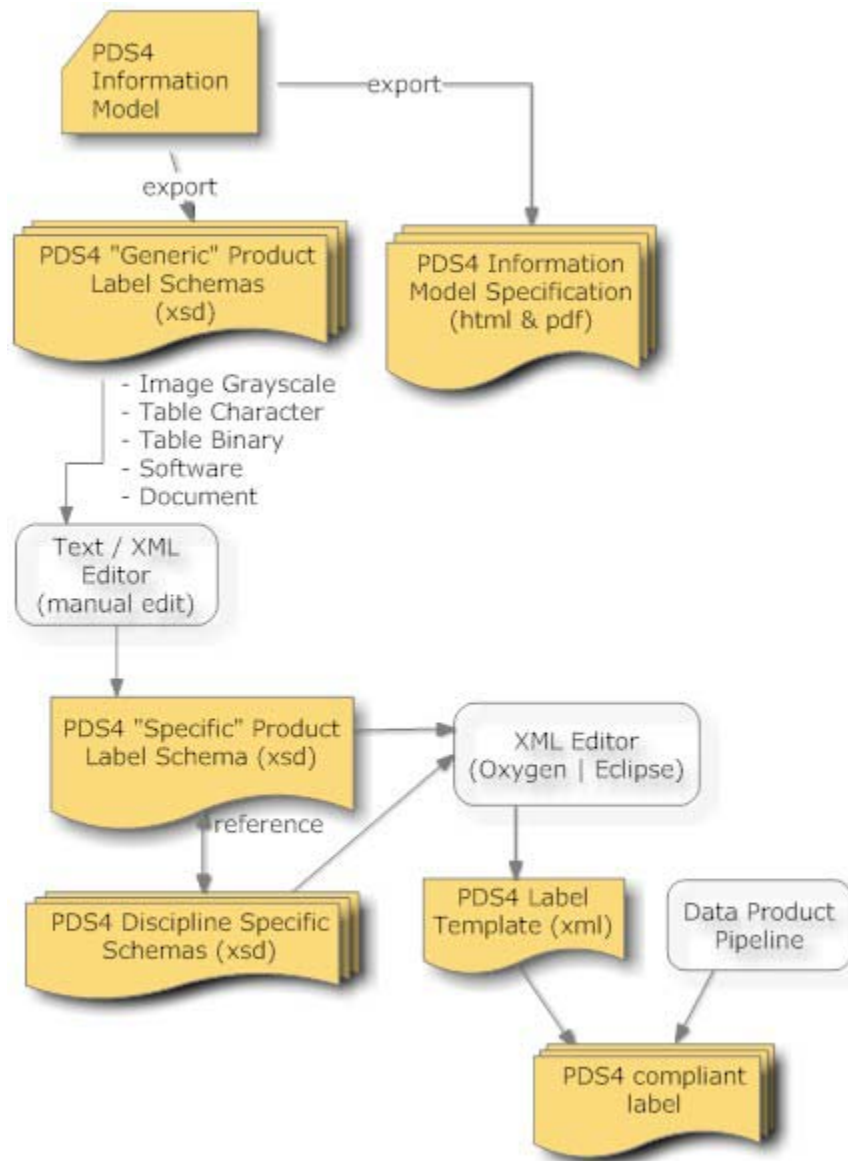 PDS4
Information
Model
export
export
PDS4 "Generic" Product
Label Schemas
(xsd)
PDS4 Information
Model Specification
(html & pdf)
- Image Grayscale
- Table Character
- Table Binary
- Software
- Document
Text / XML
Editor
(manual edit)
PDS4 "Specific" Product
Label Schema (xsd)
XML Editor
(Oxygen | Eclipse)
reference
PDS4 Discipline Specific
Schemas (xsd)
PDS4 Label
Template (xml)
Data Product
Pipeline
PDS4 compliant
label